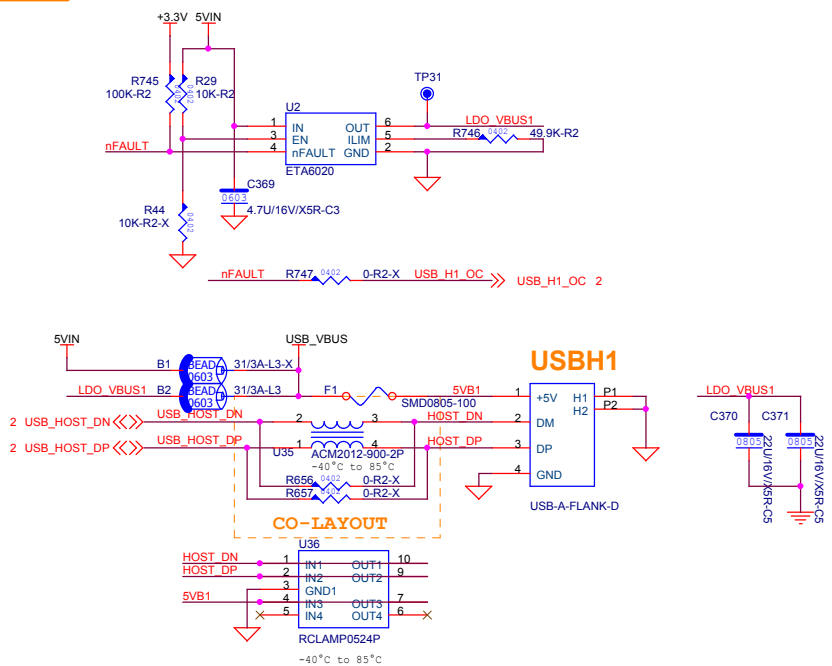 +3.3V 5VIN
R745 R29
100K-R2 10K-R2
0402 0402
TP31
U2
LDO_VBUS1
1 IN OUT 6
R746 0402 49.9K-R2
3 EN ILIM 5
nFAULT 4 nFAULT GND 2
ETA6020
C369
0603
4.7U/16V/X5R-C3
R44
10K-R2-X
0402
nFAULT R747 0402 0-R2-X USB_H1_OC USB_H1_OC 2
5VIN USB_VBUS
USBH1
B1 BEAD 0603 31/3A-L3-X
LDO_VBUS1 B2 BEAD 0603 31/3A-L3
F1 5VB1 1 +5V H1 P1
SMD0805-100
H2 P2
2 USB_HOST_DN USB_HOST_DN 2 3 HOST_DN 2 DM
2 USB_HOST_DP USB_HOST_DP 1 4 HOST_DP 3 DP
U35 ACM2012-900-2P
-40°C to 85°C
4 GND
R656 0402 0-R2-X
R657 0402 0-R2-X
USB-A-FLANK-D
CO-LAYOUT
LDO_VBUS1
C370 C371
0805 0805
22U/16V/X5R-C5 22U/16V/X5R-C5
U36
HOST_DN 1 IN1 OUT1 10
HOST_DP 2 IN2 OUT2 9
3 GND1
5VB1 4 IN3 OUT3 7
5 IN4 OUT4 6
RCLAMP0524P
-40°C to 85°C